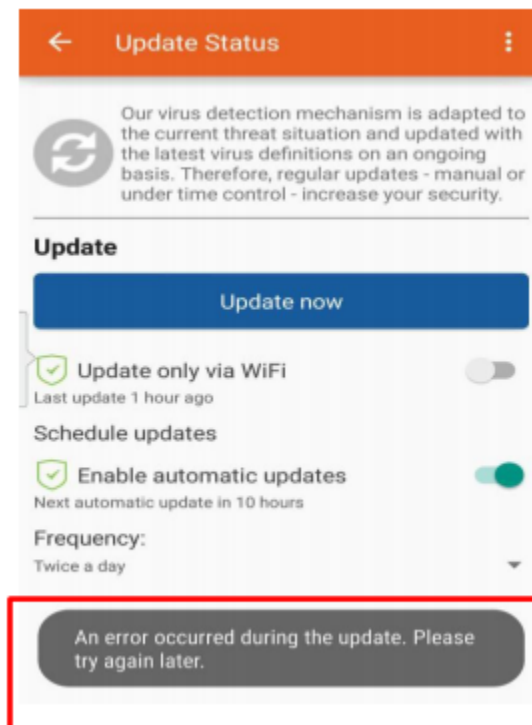 Update Status
Our virus detection mechanism is adapted to
the current threat situation and updated with
the latest virus definitions on an ongoing
basis. Therefore, regular updates - manual or
under time control - increase your security.
Update
Update now
Update only via WiFi
Last update 1 hour ago
Schedule updates
Enable automatic updates
Next automatic update in 10 hours
Frequency:
Twice a day
An error occurred during the update. Please
try again later.